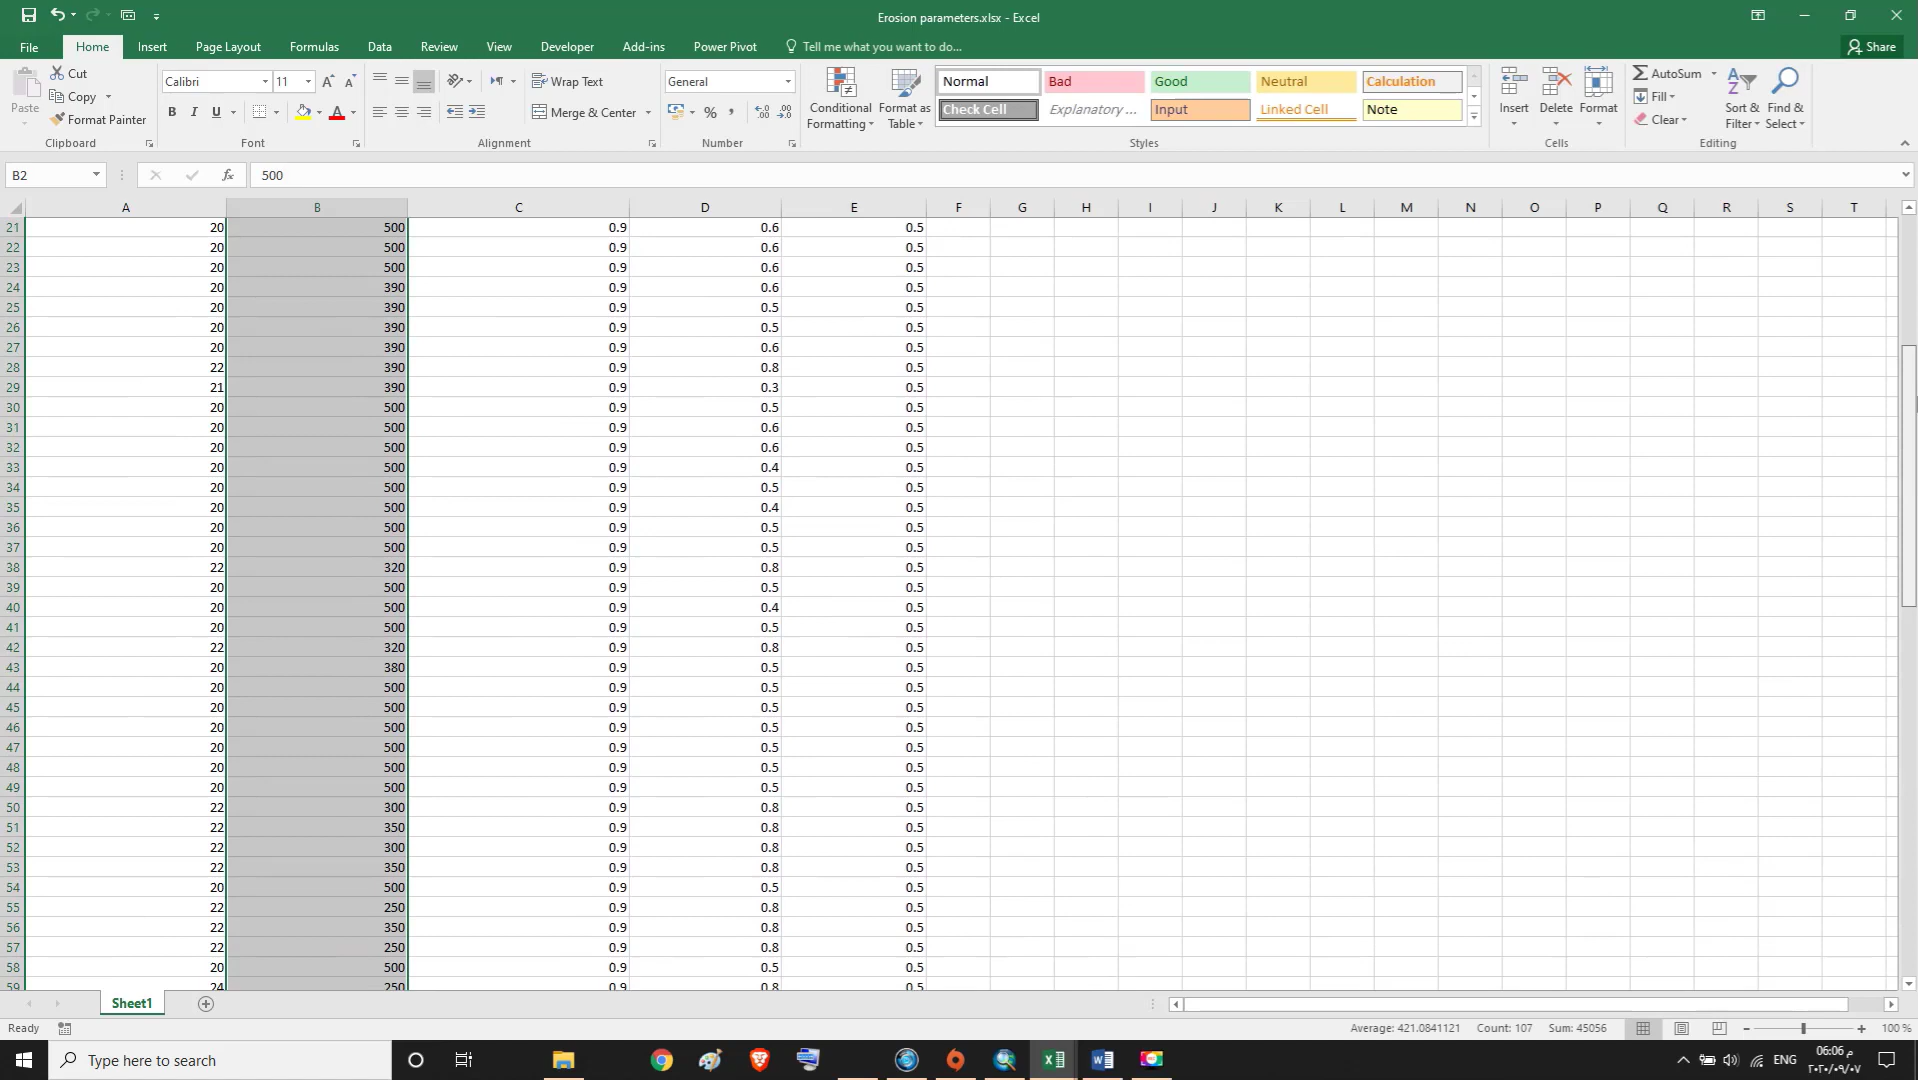 Erosion parameters.xlsx - Excel
File Home Insert Page Layout Formulas Data Review View Developer Add-ins Power Pivot Tell me what you want to do... Share
Paste Cut Copy Format Painter Clipboard
Calibri 11 B I U A Font
Wrap Text Merge & Center Alignment
General % , Number
Conditional Formatting Format as Table Normal Bad Good Neutral Calculation
Check Cell Explanatory ... Input Linked Cell Note Styles
Insert Delete Format Cells
AutoSum Fill Clear Sort & Filter Find & Select Editing
B2 fx 500
A B C D E F G H I J K L M N O P Q R S T
21 20 500 0.9 0.6 0.5
22 20 500 0.9 0.6 0.5
23 20 500 0.9 0.6 0.5
24 20 390 0.9 0.6 0.5
25 20 390 0.9 0.5 0.5
26 20 390 0.9 0.5 0.5
27 20 390 0.9 0.6 0.5
28 22 390 0.9 0.8 0.5
29 21 390 0.9 0.3 0.5
30 20 500 0.9 0.5 0.5
31 20 500 0.9 0.6 0.5
32 20 500 0.9 0.6 0.5
33 20 500 0.9 0.4 0.5
34 20 500 0.9 0.5 0.5
35 20 500 0.9 0.4 0.5
36 20 500 0.9 0.5 0.5
37 20 500 0.9 0.5 0.5
38 22 320 0.9 0.8 0.5
39 20 500 0.9 0.5 0.5
40 20 500 0.9 0.4 0.5
41 20 500 0.9 0.5 0.5
42 22 320 0.9 0.8 0.5
43 20 380 0.9 0.5 0.5
44 20 500 0.9 0.5 0.5
45 20 500 0.9 0.5 0.5
46 20 500 0.9 0.5 0.5
47 20 500 0.9 0.5 0.5
48 20 500 0.9 0.5 0.5
49 20 500 0.9 0.5 0.5
50 22 300 0.9 0.8 0.5
51 22 350 0.9 0.8 0.5
52 22 300 0.9 0.8 0.5
53 22 350 0.9 0.8 0.5
54 20 500 0.9 0.5 0.5
55 22 250 0.9 0.8 0.5
56 22 350 0.9 0.8 0.5
57 22 250 0.9 0.8 0.5
58 20 500 0.9 0.5 0.5
59 24 250 0.9 0.8 0.5
Sheet1
Ready Average: 421.0841121 Count: 107 Sum: 45056 100 %
Type here to search ENG م 06:06
٢٠٢٠/٠٩/٠٧